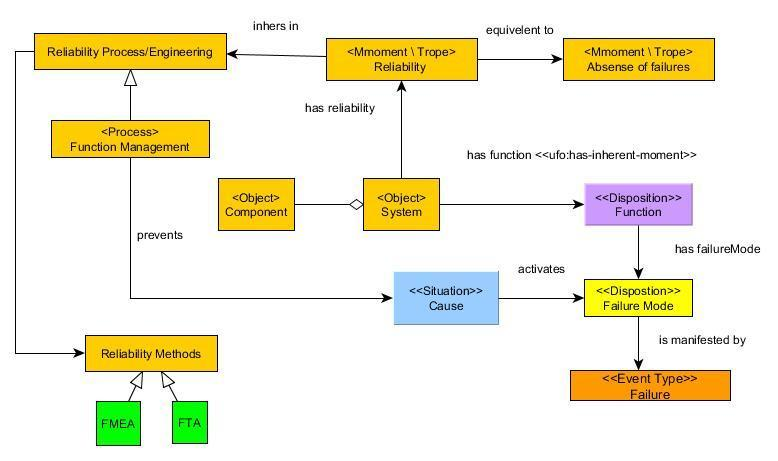 inhers in
equivelent to
Reliability Process/Engineering
<Mmoment \ Trope>
Reliability
<Mmoment \ Trope>
Absense of failures
has reliability
<Process>
Function Management
has function <<ufo:has-inherent-moment>>
<Object>
Component
<Object>
System
<<Disposition>>
Function
prevents
has failureMode
activates
<<Situation>>
Cause
<<Dispostion>>
Failure Mode
is manifested by
Reliability Methods
<<Event Type>>
Failure
FMEA
FTA